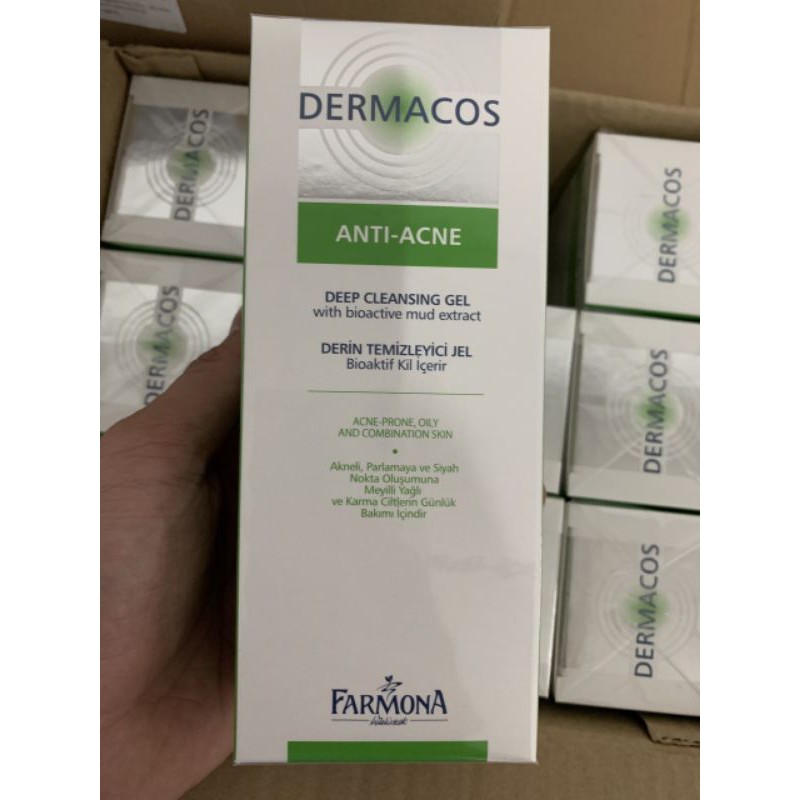 DERMACOS
ANTI-ACNE
DEEP CLEANSING GEL
with bioactive mud extract
DERİN TEMİZLEYİCİ JEL
Bioaktif Kil İçerir
ACNE-PRONE, OILY
AND COMBINATION SKIN
Akneli, Parlamaya ve Siyah
Nokta Oluşumuna
Meyilli Yağlı
ve Karma Ciltlerin Günlük
Bakımı İçindir
FARMONA
DERMACOS
DERMACOS
DERMACOS
DERMACOS
DERMACOS